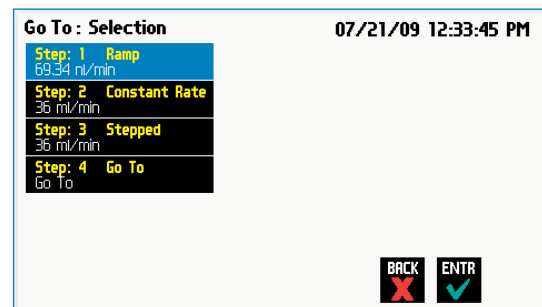 Go To : Selection 07/21/09 12:33:45 PM
Step: 1 Ramp
69.34 nl/min
Step: 2 Constant Rate
36 ml/min
Step: 3 Stepped
36 ml/min
Step: 4 Go To
Go To
BACK ENTR